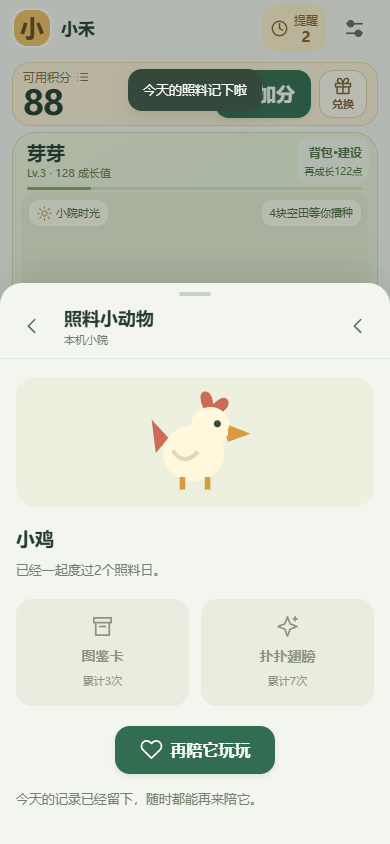 小 小禾
提醒
2
可用积分
88
今天的照料记下啦
加分
兑换
芽芽
Lv.3 · 128 成长值
背包•建设
再成长122点
小院时光
4块空田等你播种
照料小动物
本机小院
小鸡
已经一起度过2个照料日。
图鉴卡
累计3次
扑扑翅膀
累计7次
再陪它玩玩
今天的记录已经留下，随时都能再来陪它。